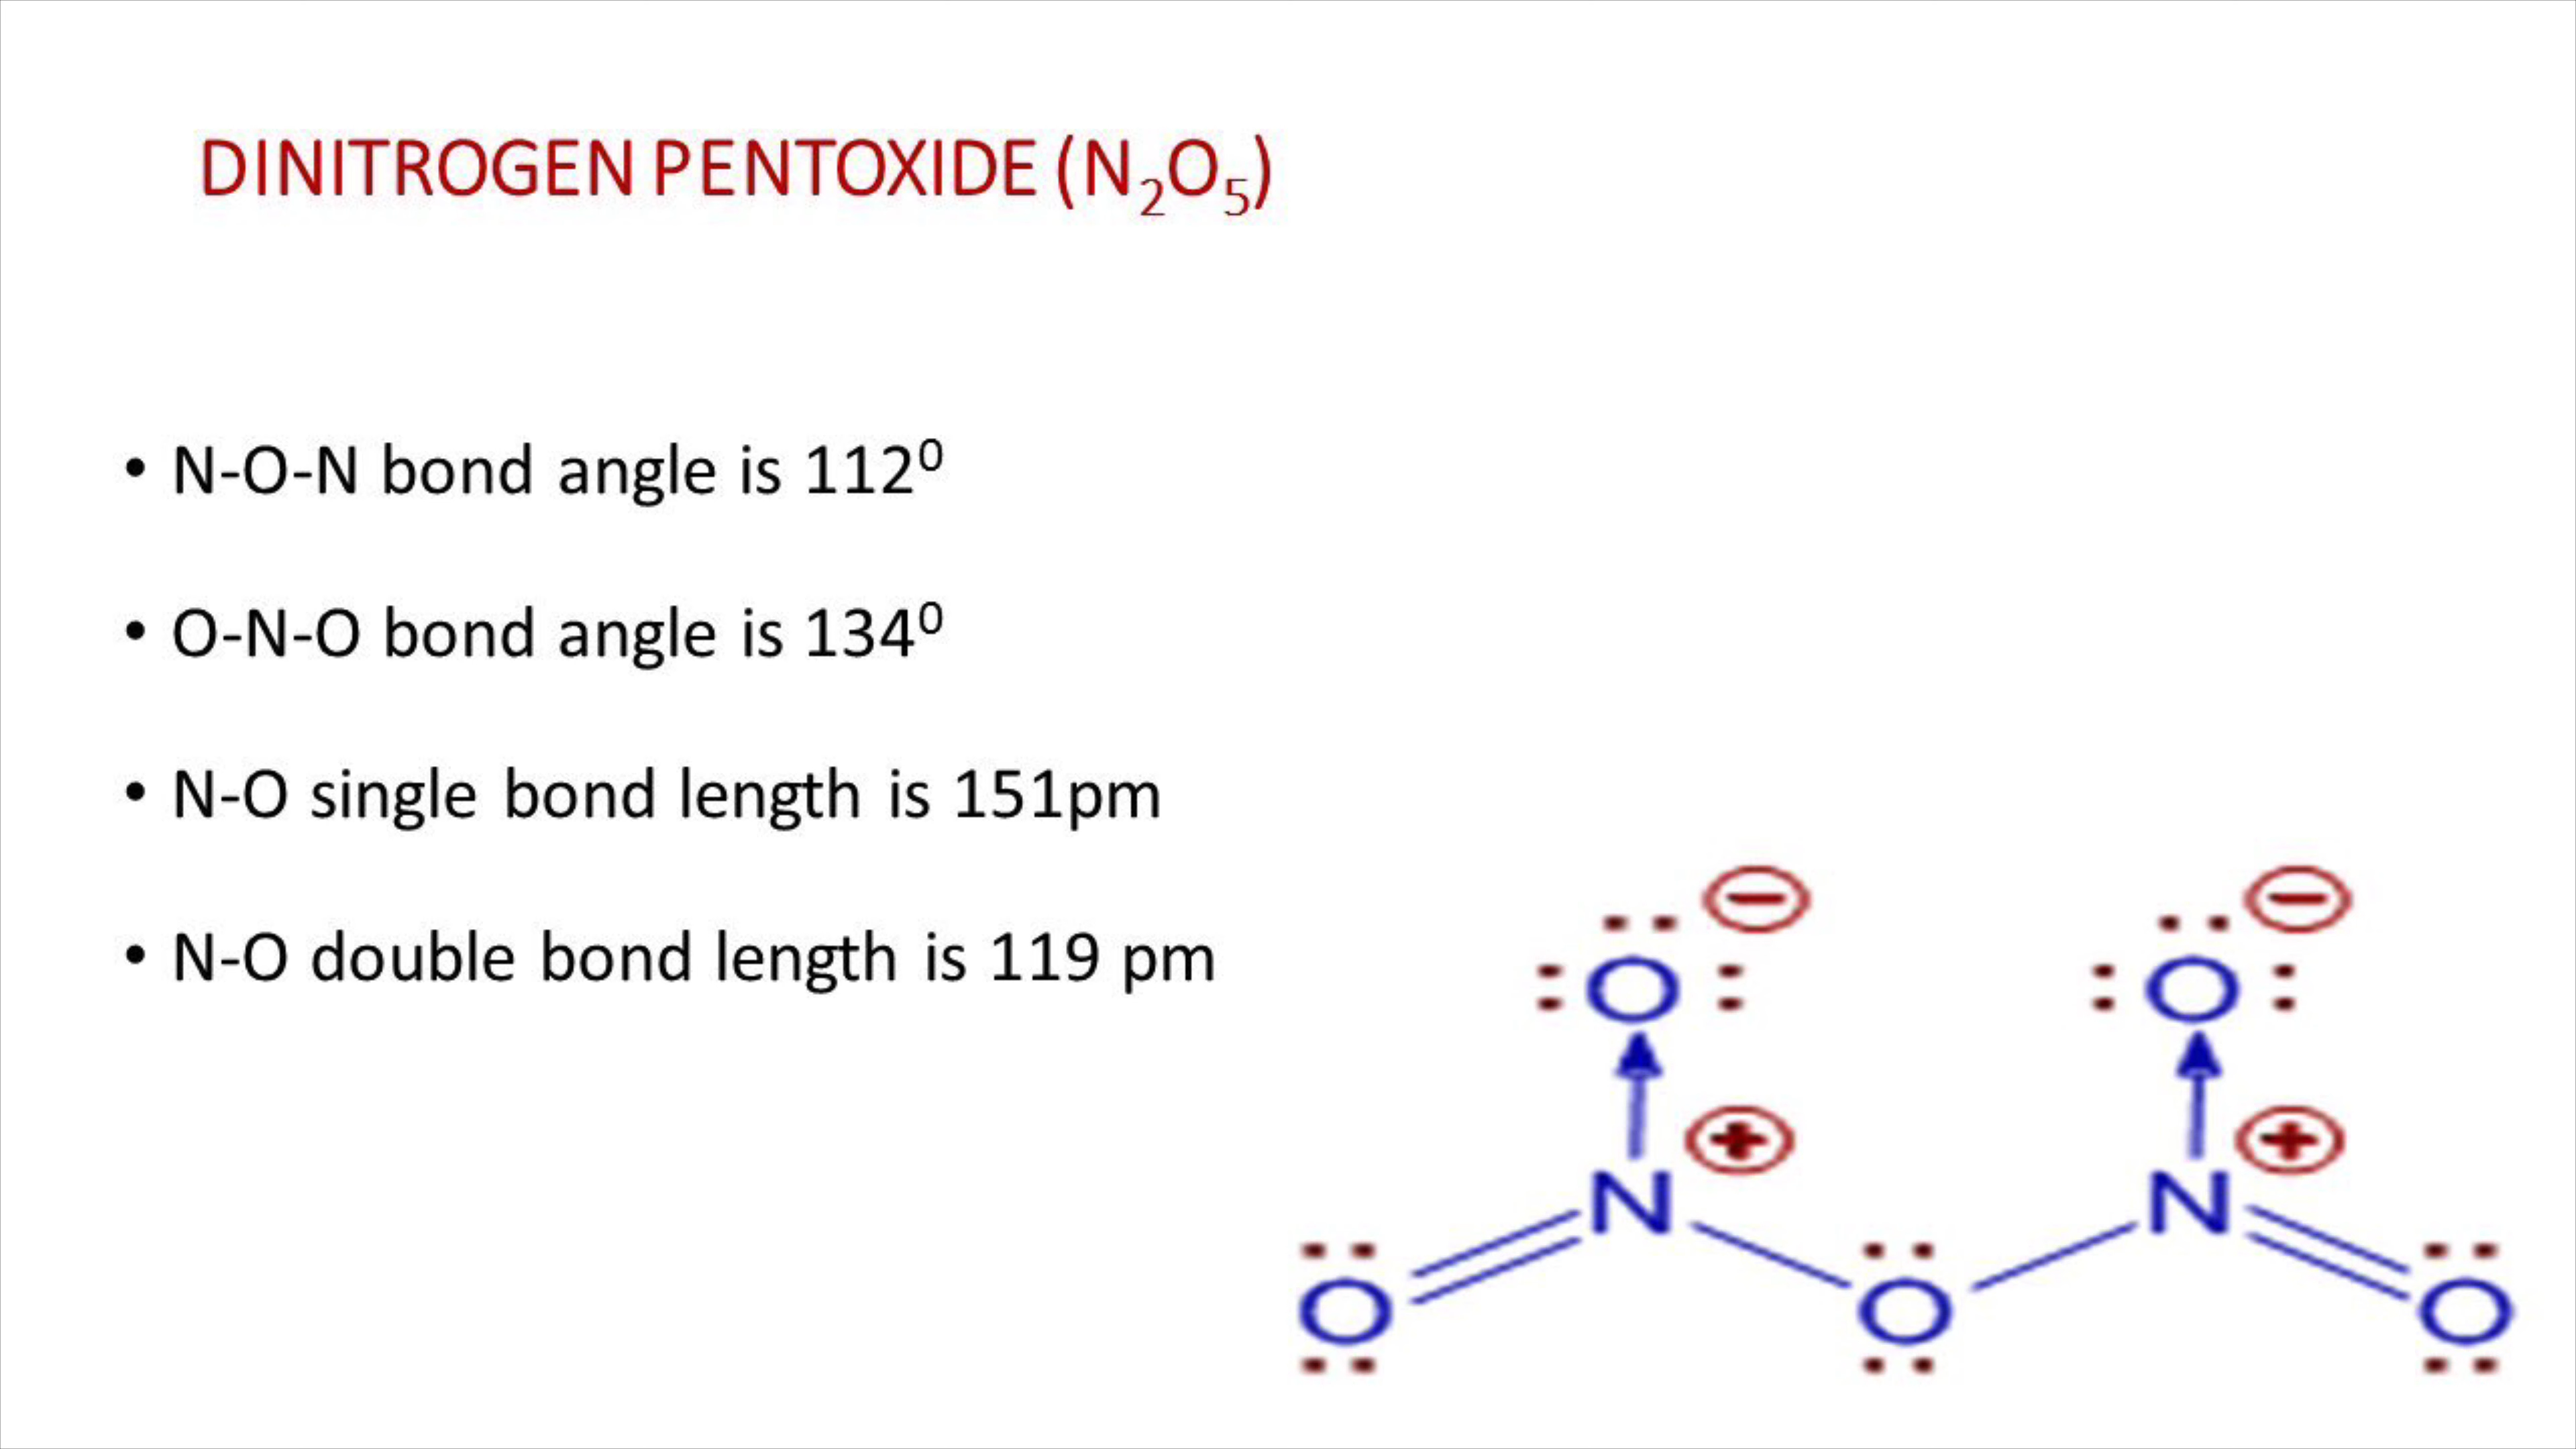 DINITROGEN PENTOXIDE (N₂O₅)
• N-O-N bond angle is 112⁰
• O-N-O bond angle is 134⁰
• N-O single bond length is 151pm
• N-O double bond length is 119 pm
− −
O O
+ +
N N
O O O